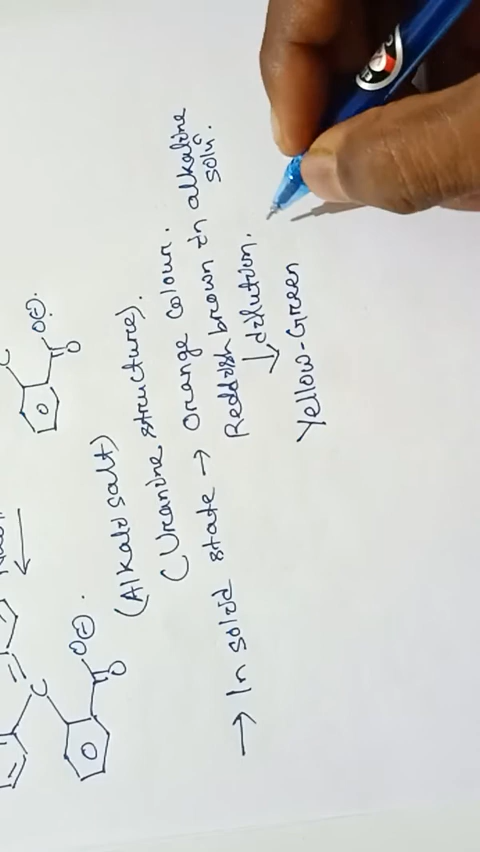 (Alkali salt)
(Uranine structure).
→ In solid state → Orange colour.
Reddish brown in alkaline
soln.
↓ dilution.
Yellow-Green
C
O⊖.
O
C
O⊖.
O